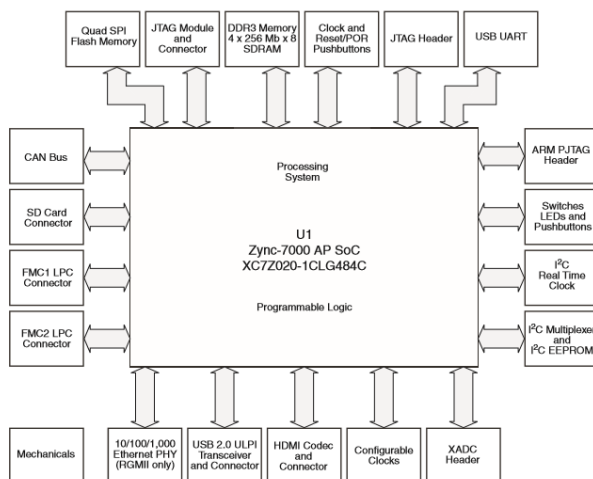 Quad SPI
Flash Memory
JTAG Module
and
Connector
DDR3 Memory
4 x 256 Mb x 8
SDRAM
Clock and
Reset/POR
Pushbuttons
JTAG Header
USB UART
CAN Bus
Processing
System
ARM PJTAG
Header
SD Card
Connector
Switches
LEDs and
Pushbuttons
U1
Zync-7000 AP SoC
XC7Z020-1CLG484C
FMC1 LPC
Connector
I²C
Real Time
Clock
Programmable Logic
FMC2 LPC
Connector
I²C Multiplexer
and
I²C EEPROM
Mechanicals
10/100/1,000
Ethernet PHY
(RGMII only)
USB 2.0 ULPI
Transceiver
and Connector
HDMI Codec
and
Connector
Configurable
Clocks
XADC
Header